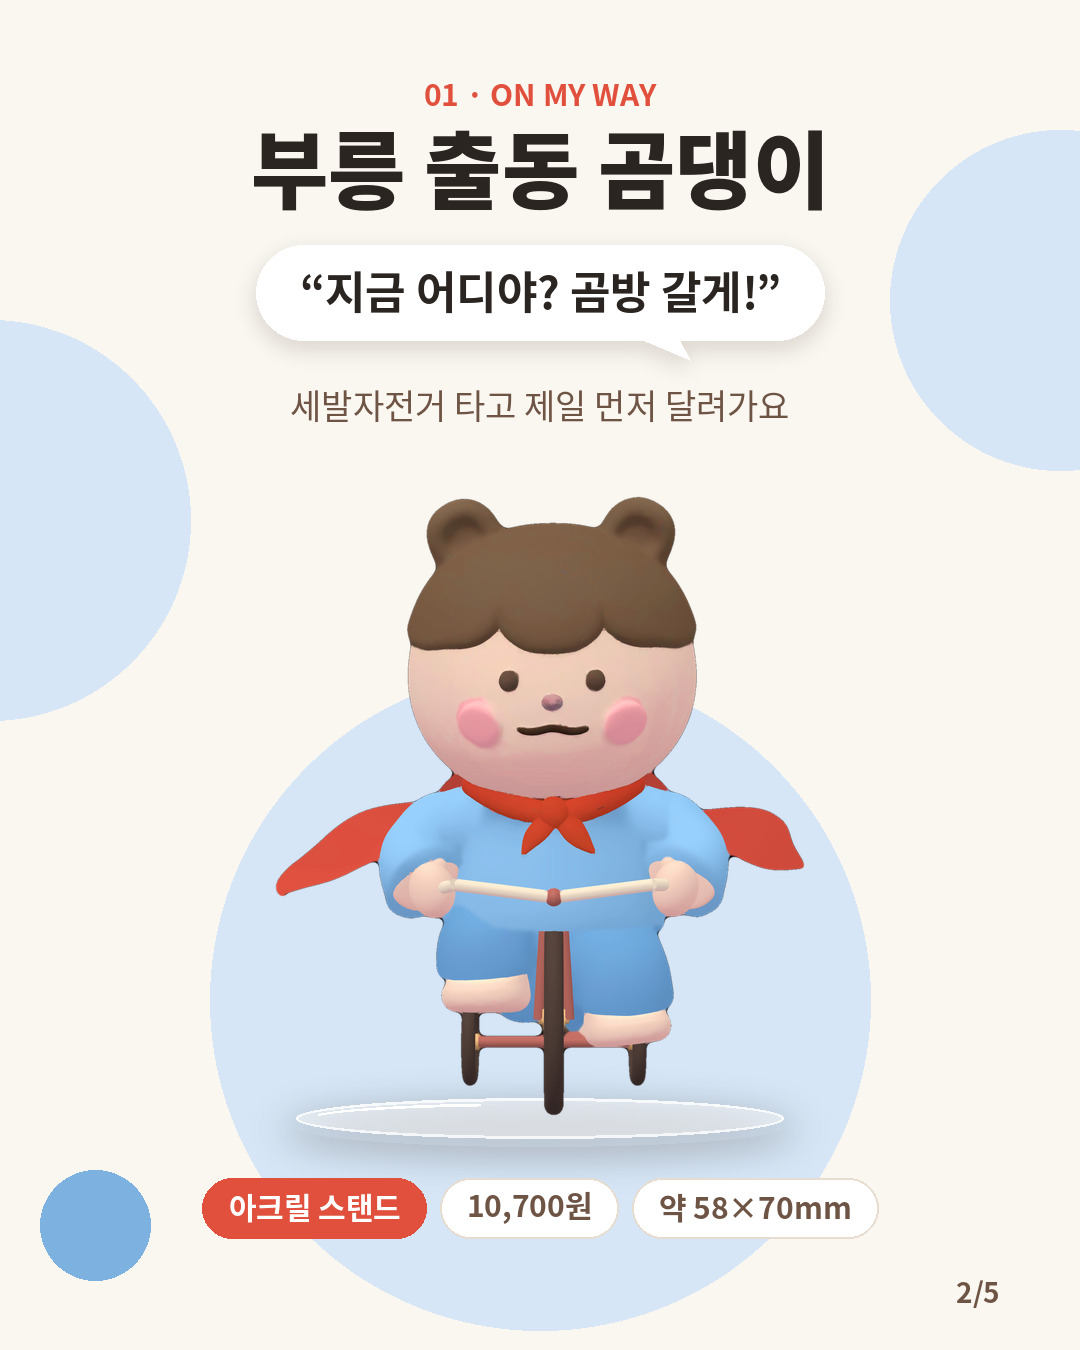 01 · ON MY WAY
부릉 출동 곰댕이
“지금 어디야? 곰방 갈게!”
세발자전거 타고 제일 먼저 달려가요
아크릴 스탠드
10,700원
약 58×70mm
2/5